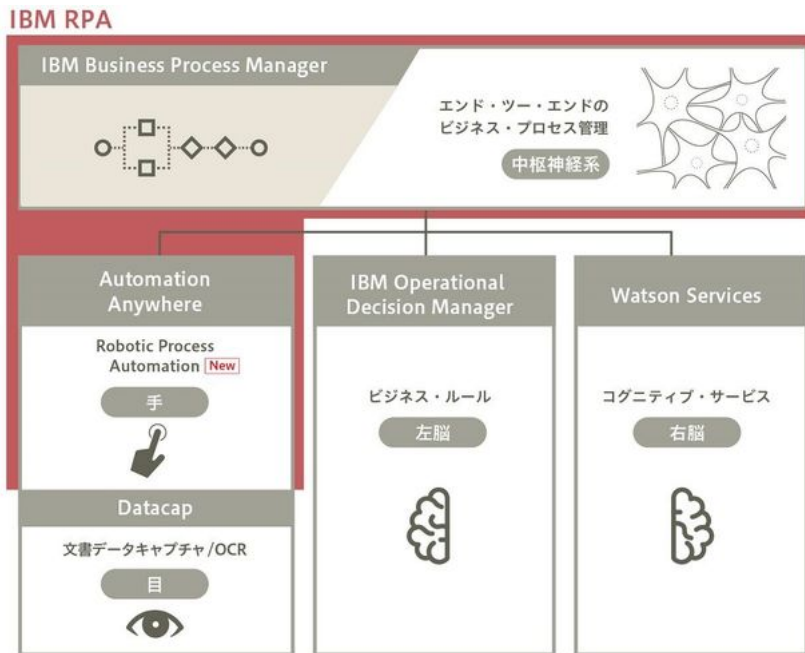 IBM RPA
IBM Business Process Manager
エンド・ツー・エンドの
ビジネス・プロセス管理
中枢神経系
Automation
Anywhere
Robotic Process
Automation New
手
Datacap
文書データキャプチャ/OCR
目
IBM Operational
Decision Manager
ビジネス・ルール
左脳
Watson Services
コグニティブ・サービス
右脳